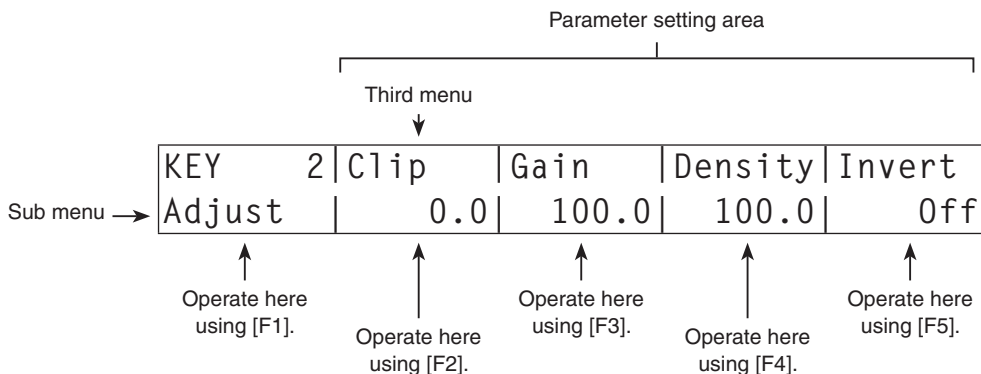 Parameter setting area
Third menu
KEY 2|Clip |Gain |Density|Invert
Sub menu
Adjust | 0.0| 100.0| 100.0| Off
Operate here
using [F1].
Operate here
using [F2].
Operate here
using [F3].
Operate here
using [F4].
Operate here
using [F5].